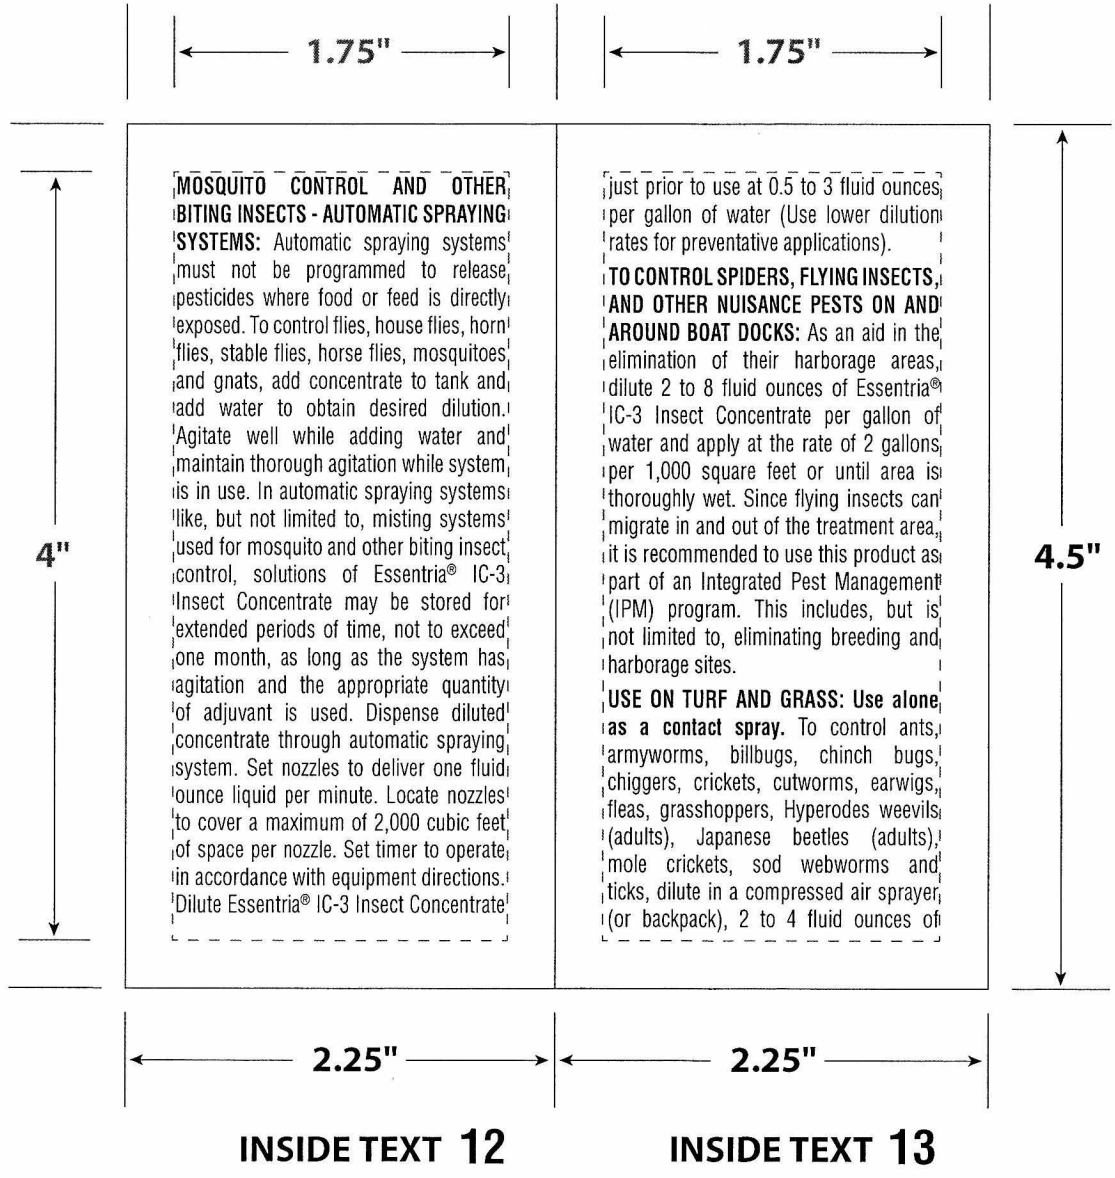 1.75"
1.75"
MOSQUITO CONTROL AND OTHER
BITING INSECTS - AUTOMATIC SPRAYING
SYSTEMS: Automatic spraying systems
must not be programmed to release
pesticides where food or feed is directly
exposed. To control flies, house flies, horn
flies, stable flies, horse flies, mosquitoes
and gnats, add concentrate to tank and
add water to obtain desired dilution.
Agitate well while adding water and
maintain thorough agitation while system
is in use. In automatic spraying systems
like, but not limited to, misting systems
used for mosquito and other biting insect
control, solutions of Essentria® IC-3
Insect Concentrate may be stored for
extended periods of time, not to exceed
one month, as long as the system has
agitation and the appropriate quantity
of adjuvant is used. Dispense diluted
concentrate through automatic spraying
system. Set nozzles to deliver one fluid
ounce liquid per minute. Locate nozzles
to cover a maximum of 2,000 cubic feet
of space per nozzle. Set timer to operate
in accordance with equipment directions.
Dilute Essentria® IC-3 Insect Concentrate
just prior to use at 0.5 to 3 fluid ounces
per gallon of water (Use lower dilution
rates for preventative applications).
TO CONTROL SPIDERS, FLYING INSECTS,
AND OTHER NUISANCE PESTS ON AND
AROUND BOAT DOCKS: As an aid in the
elimination of their harborage areas,
dilute 2 to 8 fluid ounces of Essentria®
IC-3 Insect Concentrate per gallon of
water and apply at the rate of 2 gallons
per 1,000 square feet or until area is
thoroughly wet. Since flying insects can
migrate in and out of the treatment area,
it is recommended to use this product as
part of an Integrated Pest Management
(IPM) program. This includes, but is
not limited to, eliminating breeding and
harborage sites.
USE ON TURF AND GRASS: Use alone
as a contact spray. To control ants,
armyworms, billbugs, chinch bugs,
chiggers, crickets, cutworms, earwigs,
fleas, grasshoppers, Hyperodes weevils
(adults), Japanese beetles (adults),
mole crickets, sod webworms and
ticks, dilute in a compressed air sprayer
(or backpack), 2 to 4 fluid ounces of
4"
4.5"
2.25"
2.25"
INSIDE TEXT 12
INSIDE TEXT 13